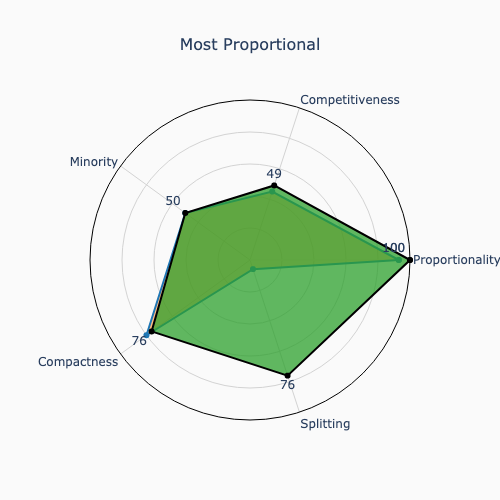 Most Proportional
Competitiveness
Minority
49
50
100
Proportionality
76
Compactness
76
Splitting